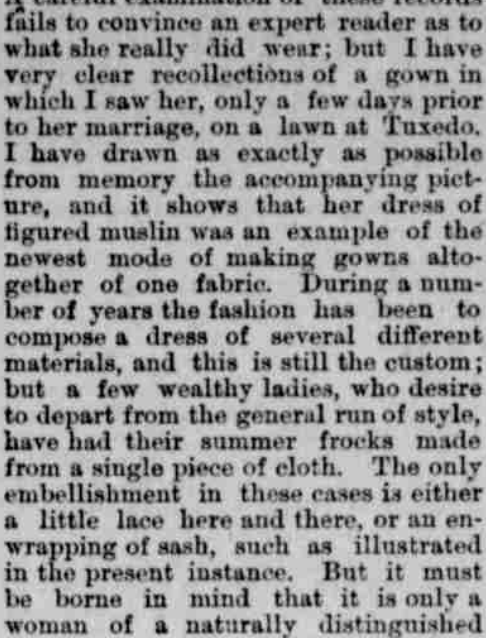 A careful examination of these records
fails to convince an expert reader as to
what she really did wear; but I have
very clear recollections of a gown in
which I saw her, only a few days prior
to her marriage, on a lawn at Tuxedo.
I have drawn as exactly as possible
from memory the accompanying pict-
ure, and it shows that her dress of
figured muslin was an example of the
newest mode of making gowns alto-
gether of one fabric. During a num-
ber of years the fashion has been to
compose a dress of several different
materials, and this is still the custom;
but a few wealthy ladies, who desire
to depart from the general run of style,
have had their summer frocks made
from a single piece of cloth. The only
embellishment in these cases is either
a little lace here and there, or an en-
wrapping of sash, such as illustrated
in the present instance. But it must
be borne in mind that it is only a
woman of a naturally distinguished